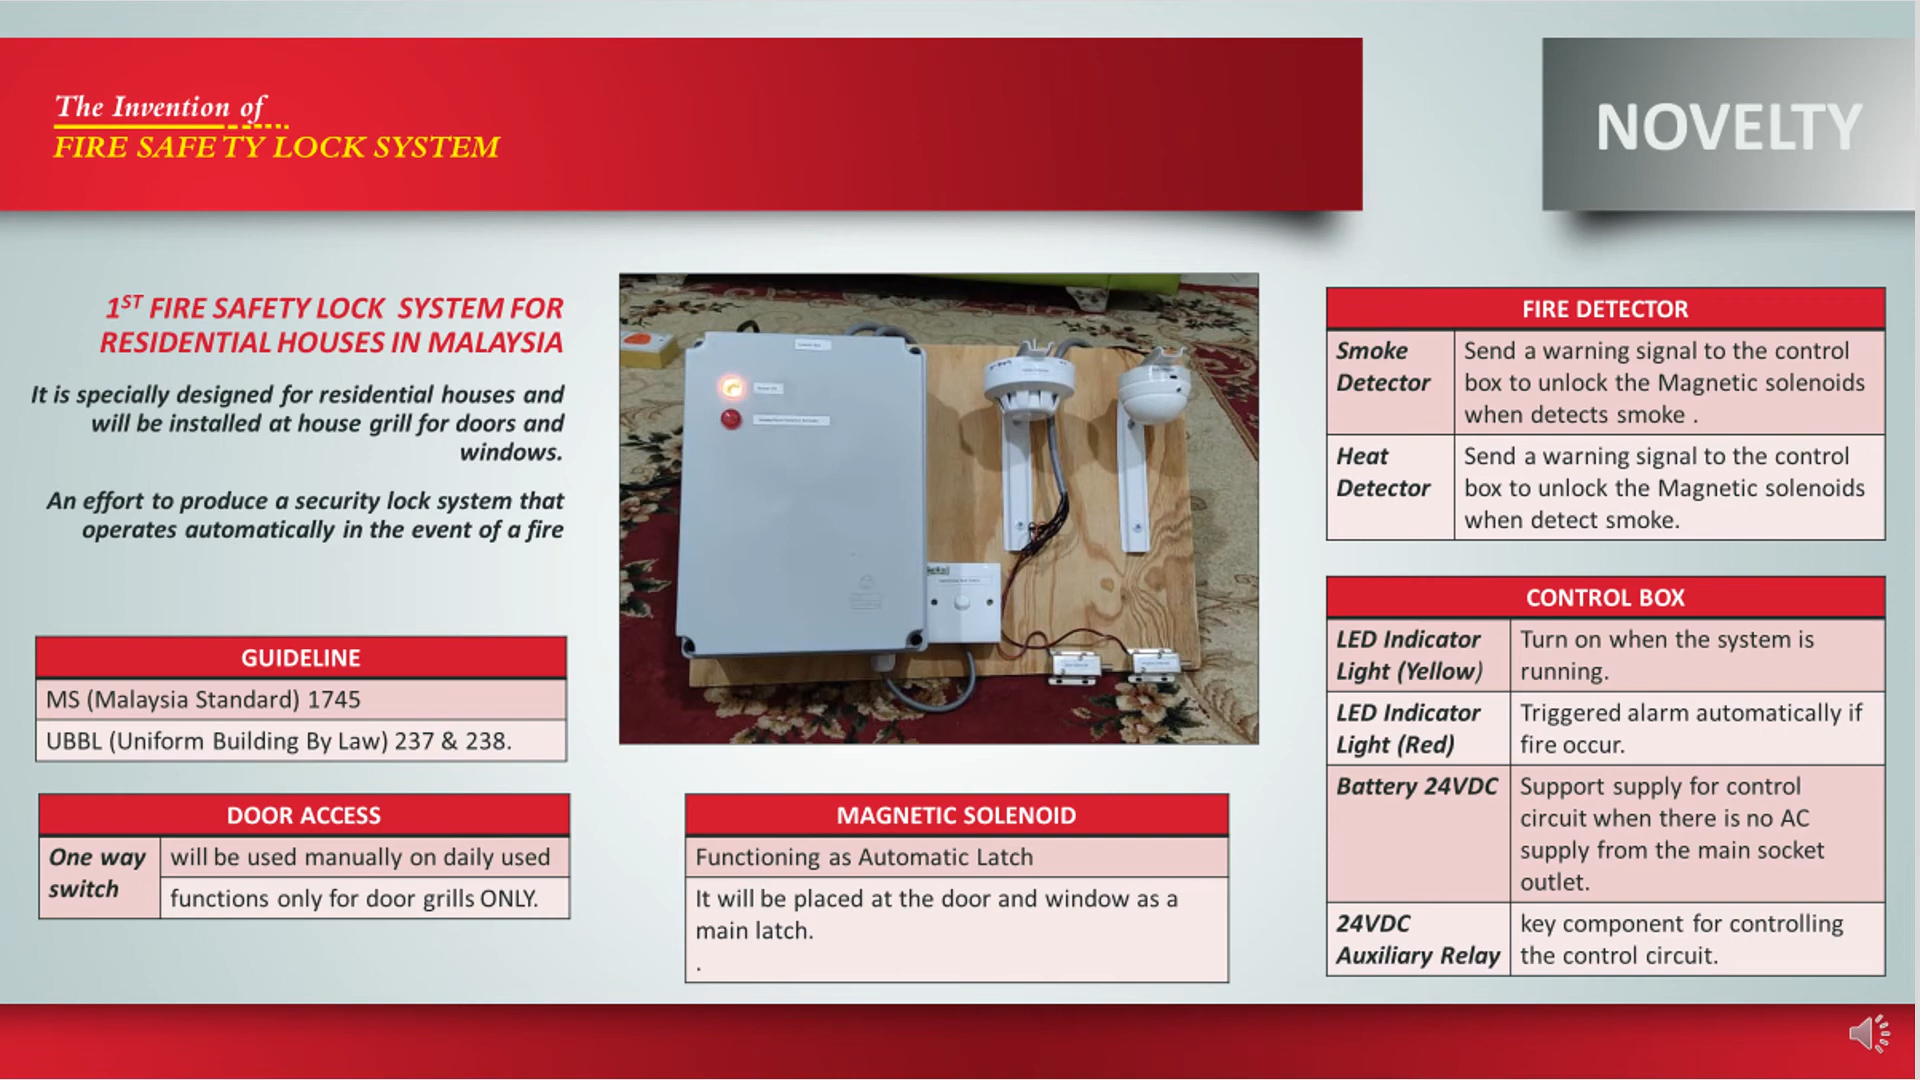 The Invention of
FIRE SAFETY LOCK SYSTEM
NOVELTY
1ST FIRE SAFETY LOCK SYSTEM FOR
RESIDENTIAL HOUSES IN MALAYSIA
It is specially designed for residential houses and
will be installed at house grill for doors and
windows.
An effort to produce a security lock system that
operates automatically in the event of a fire
GUIDELINE
MS (Malaysia Standard) 1745
UBBL (Uniform Building By Law) 237 & 238.
DOOR ACCESS
One way
switch
will be used manually on daily used
functions only for door grills ONLY.
MAGNETIC SOLENOID
Functioning as Automatic Latch
It will be placed at the door and window as a
main latch.
.
FIRE DETECTOR
Smoke
Detector
Send a warning signal to the control
box to unlock the Magnetic solenoids
when detects smoke .
Heat
Detector
Send a warning signal to the control
box to unlock the Magnetic solenoids
when detect smoke.
CONTROL BOX
LED Indicator
Light (Yellow)
Turn on when the system is
running.
LED Indicator
Light (Red)
Triggered alarm automatically if
fire occur.
Battery 24VDC
Support supply for control
circuit when there is no AC
supply from the main socket
outlet.
24VDC
Auxiliary Relay
key component for controlling
the control circuit.